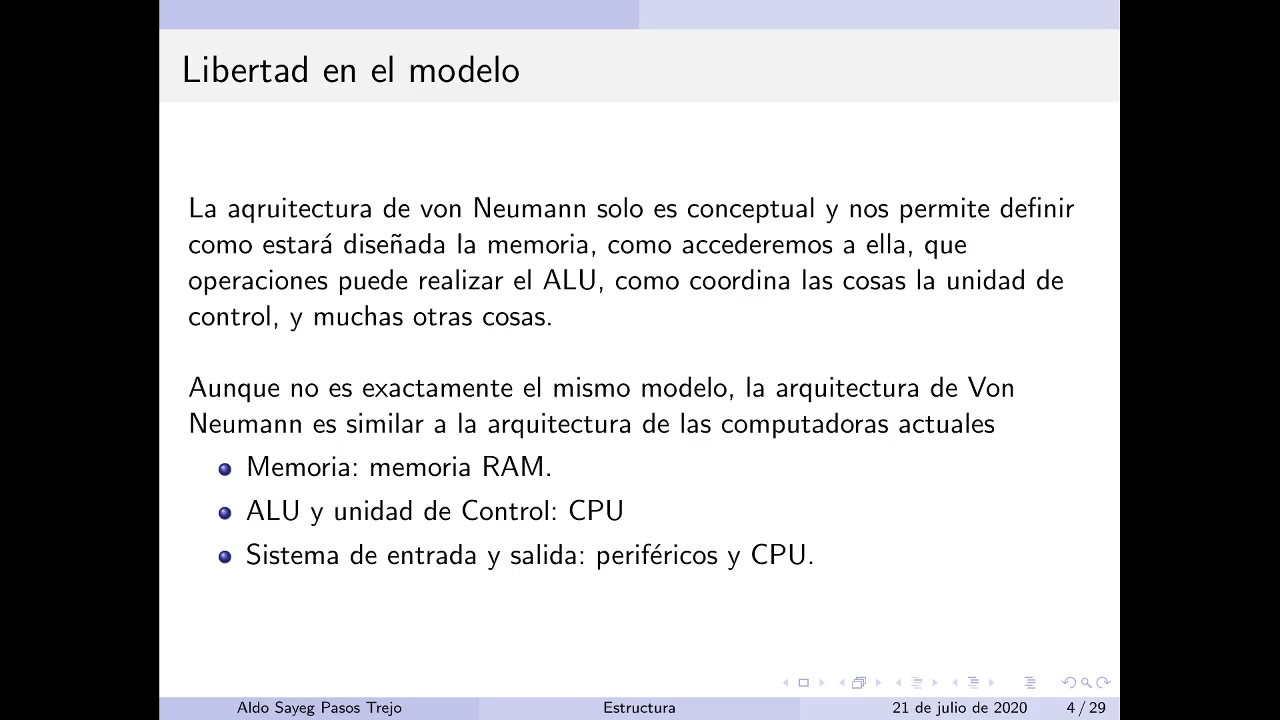 Libertad en el modelo
La aqruitectura de von Neumann solo es conceptual y nos permite definir
como estará diseñada la memoria, como accederemos a ella, que
operaciones puede realizar el ALU, como coordina las cosas la unidad de
control, y muchas otras cosas.
Aunque no es exactamente el mismo modelo, la arquitectura de Von
Neumann es similar a la arquitectura de las computadoras actuales
Memoria: memoria RAM.
ALU y unidad de Control: CPU
Sistema de entrada y salida: periféricos y CPU.
Aldo Sayeg Pasos Trejo Estructura 21 de julio de 2020 4 / 29